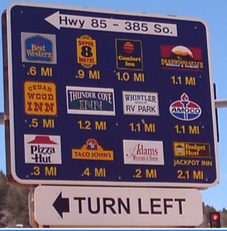 Hwy 85 - 385 So.
Best Western
SUPER 8 MOTEL
Comfort Inn
.6 MI .9 MI 1.0 MI 1.1 MI
CEDAR WOOD INN
THUNDER COVE INN
WHISTLER RV PARK
AMOCO
.5 MI 1.2 MI 1.1 MI 1.1 MI
Pizza Hut
TACO JOHN'S
Adams
Budget Host
JACKPOT INN
.3 MI .4 MI .2 MI 2.1 MI
TURN LEFT